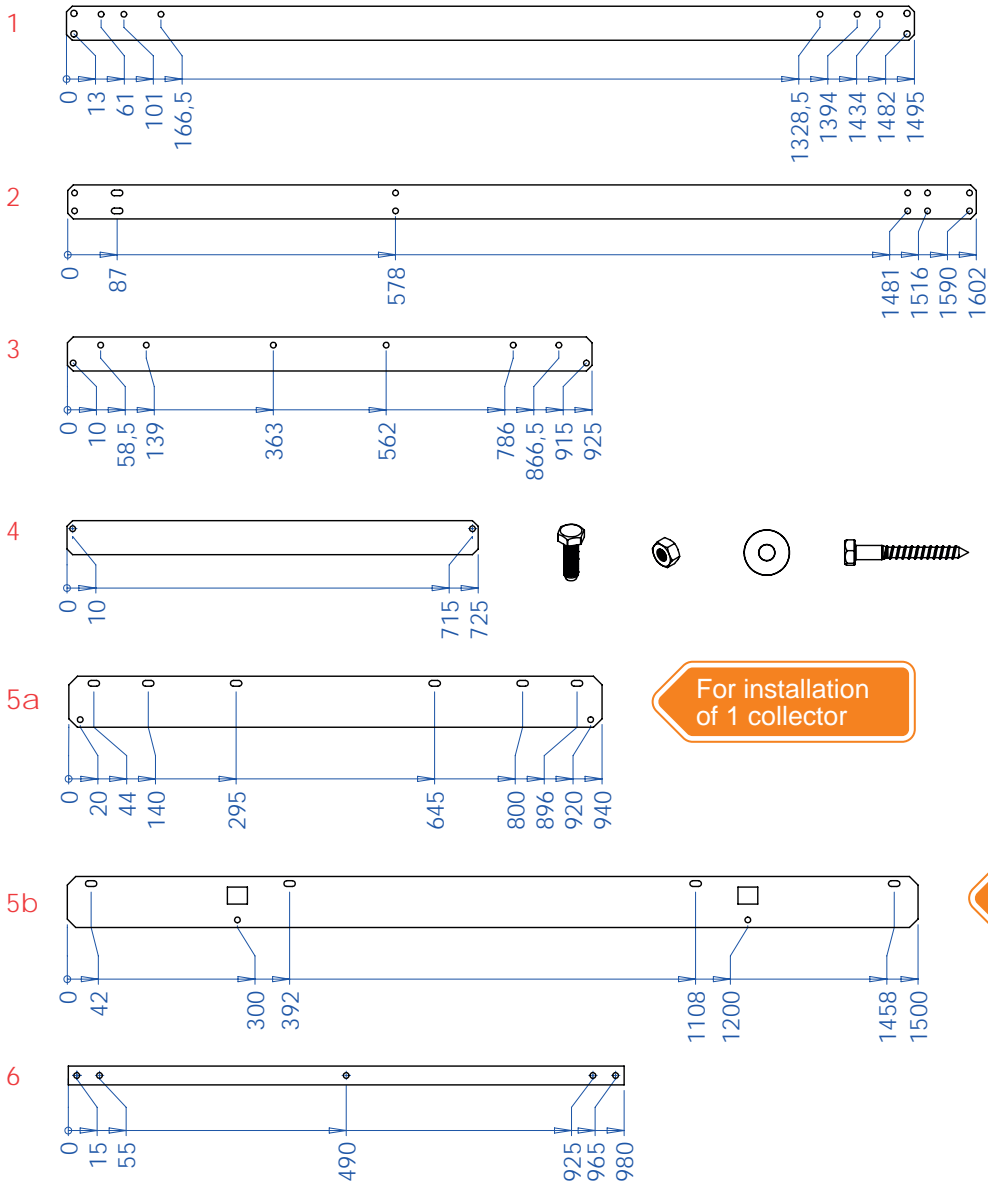 1
0 13 61 101 166,5 1328,5 1394 1434 1482 1495
2
0 87 578 1481 1516 1590 1602
3
0 10 58,5 139 363 562 786 866,5 915 925
4
0 10 715 725
5a
For installation
of 1 collector
0 20 44 140 295 645 800 896 920 940
5b
0 42 300 392 1108 1200 1458 1500
6
0 15 55 490 925 965 980